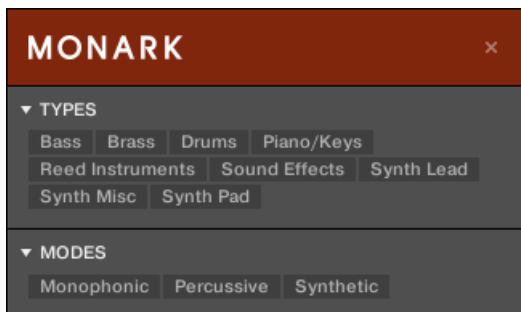 MONARK ×
▼ TYPES
Bass Brass Drums Piano/Keys
Reed Instruments Sound Effects Synth Lead
Synth Misc Synth Pad
▼ MODES
Monophonic Percussive Synthetic